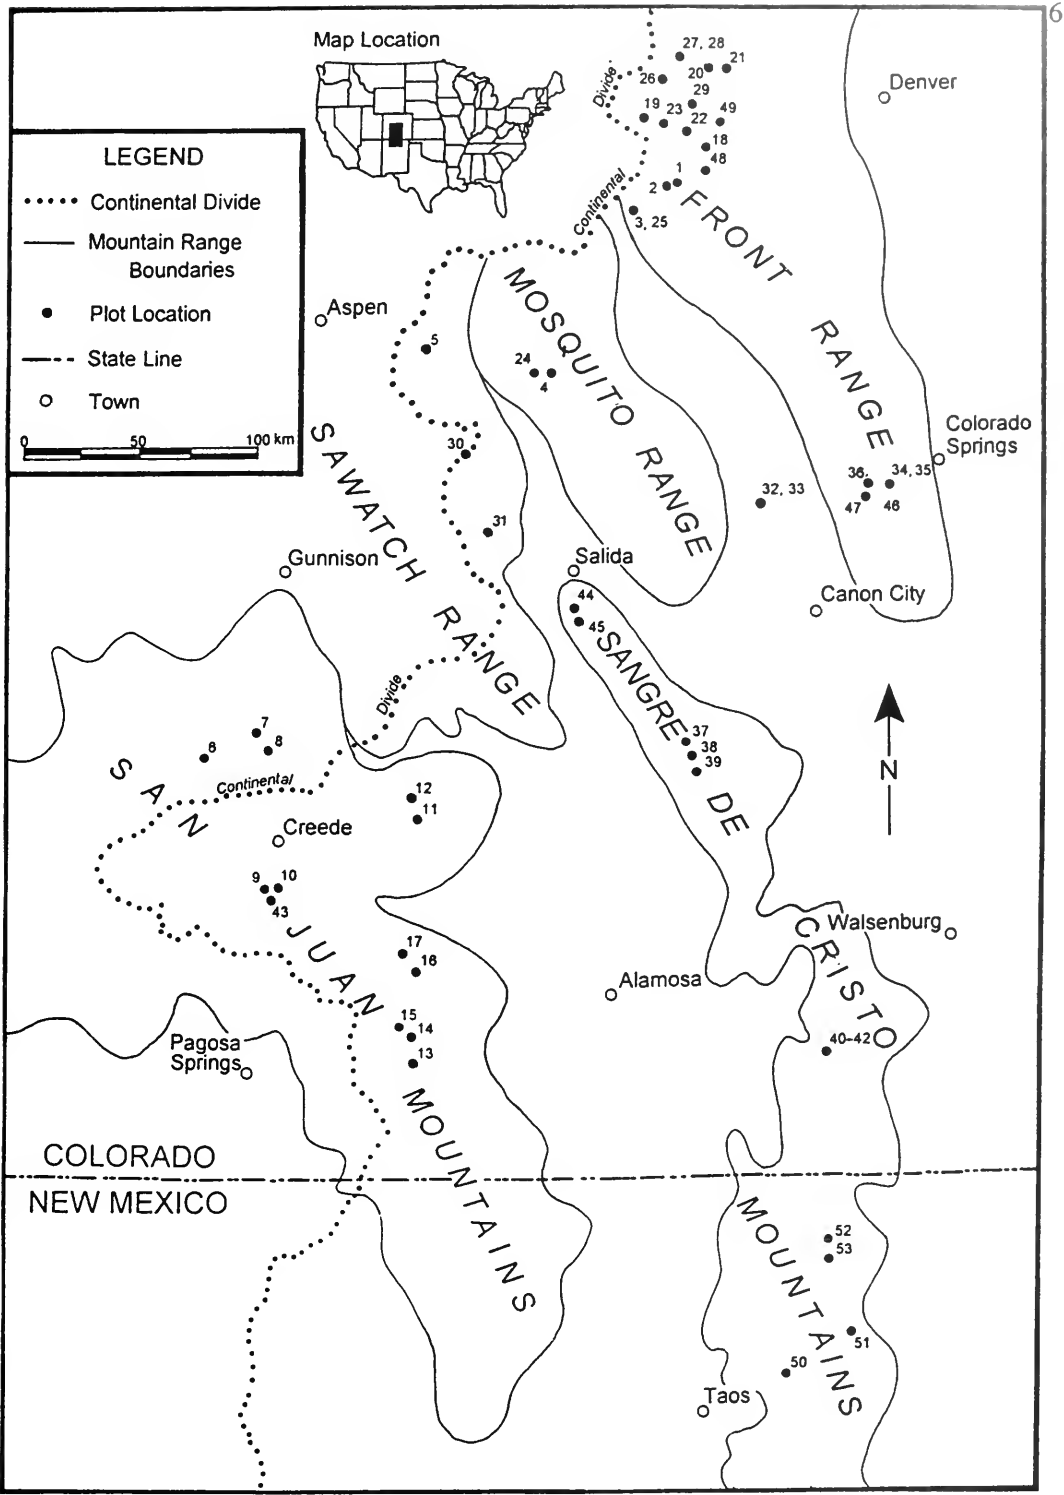 6
Map Location
LEGEND
Continental Divide
Mountain Range
Boundaries
Plot Location
State Line
Town
0 50 100 km
27, 28
21
20
26
29
Divide
19
23
22
49
18
48
1
2
Continental
3, 25
Denver
FRONT
RANGE
Aspen
5
MOSQUITO
RANGE
24
4
30
31
SAWATCH
RANGE
Colorado
Springs
36,
34, 35
47
46
32, 33
Gunnison
Salida
Canon City
44
45
SANGRE
DE
CRISTO
MOUNTAINS
37
38
39
N
Divide
Continental
7
6
8
SAN
JUAN
MOUNTAINS
12
11
Creede
9
10
43
17
16
15
14
13
Walsenburg
Alamosa
40-42
Pagosa
Springs
COLORADO
NEW MEXICO
52
53
51
50
Taos